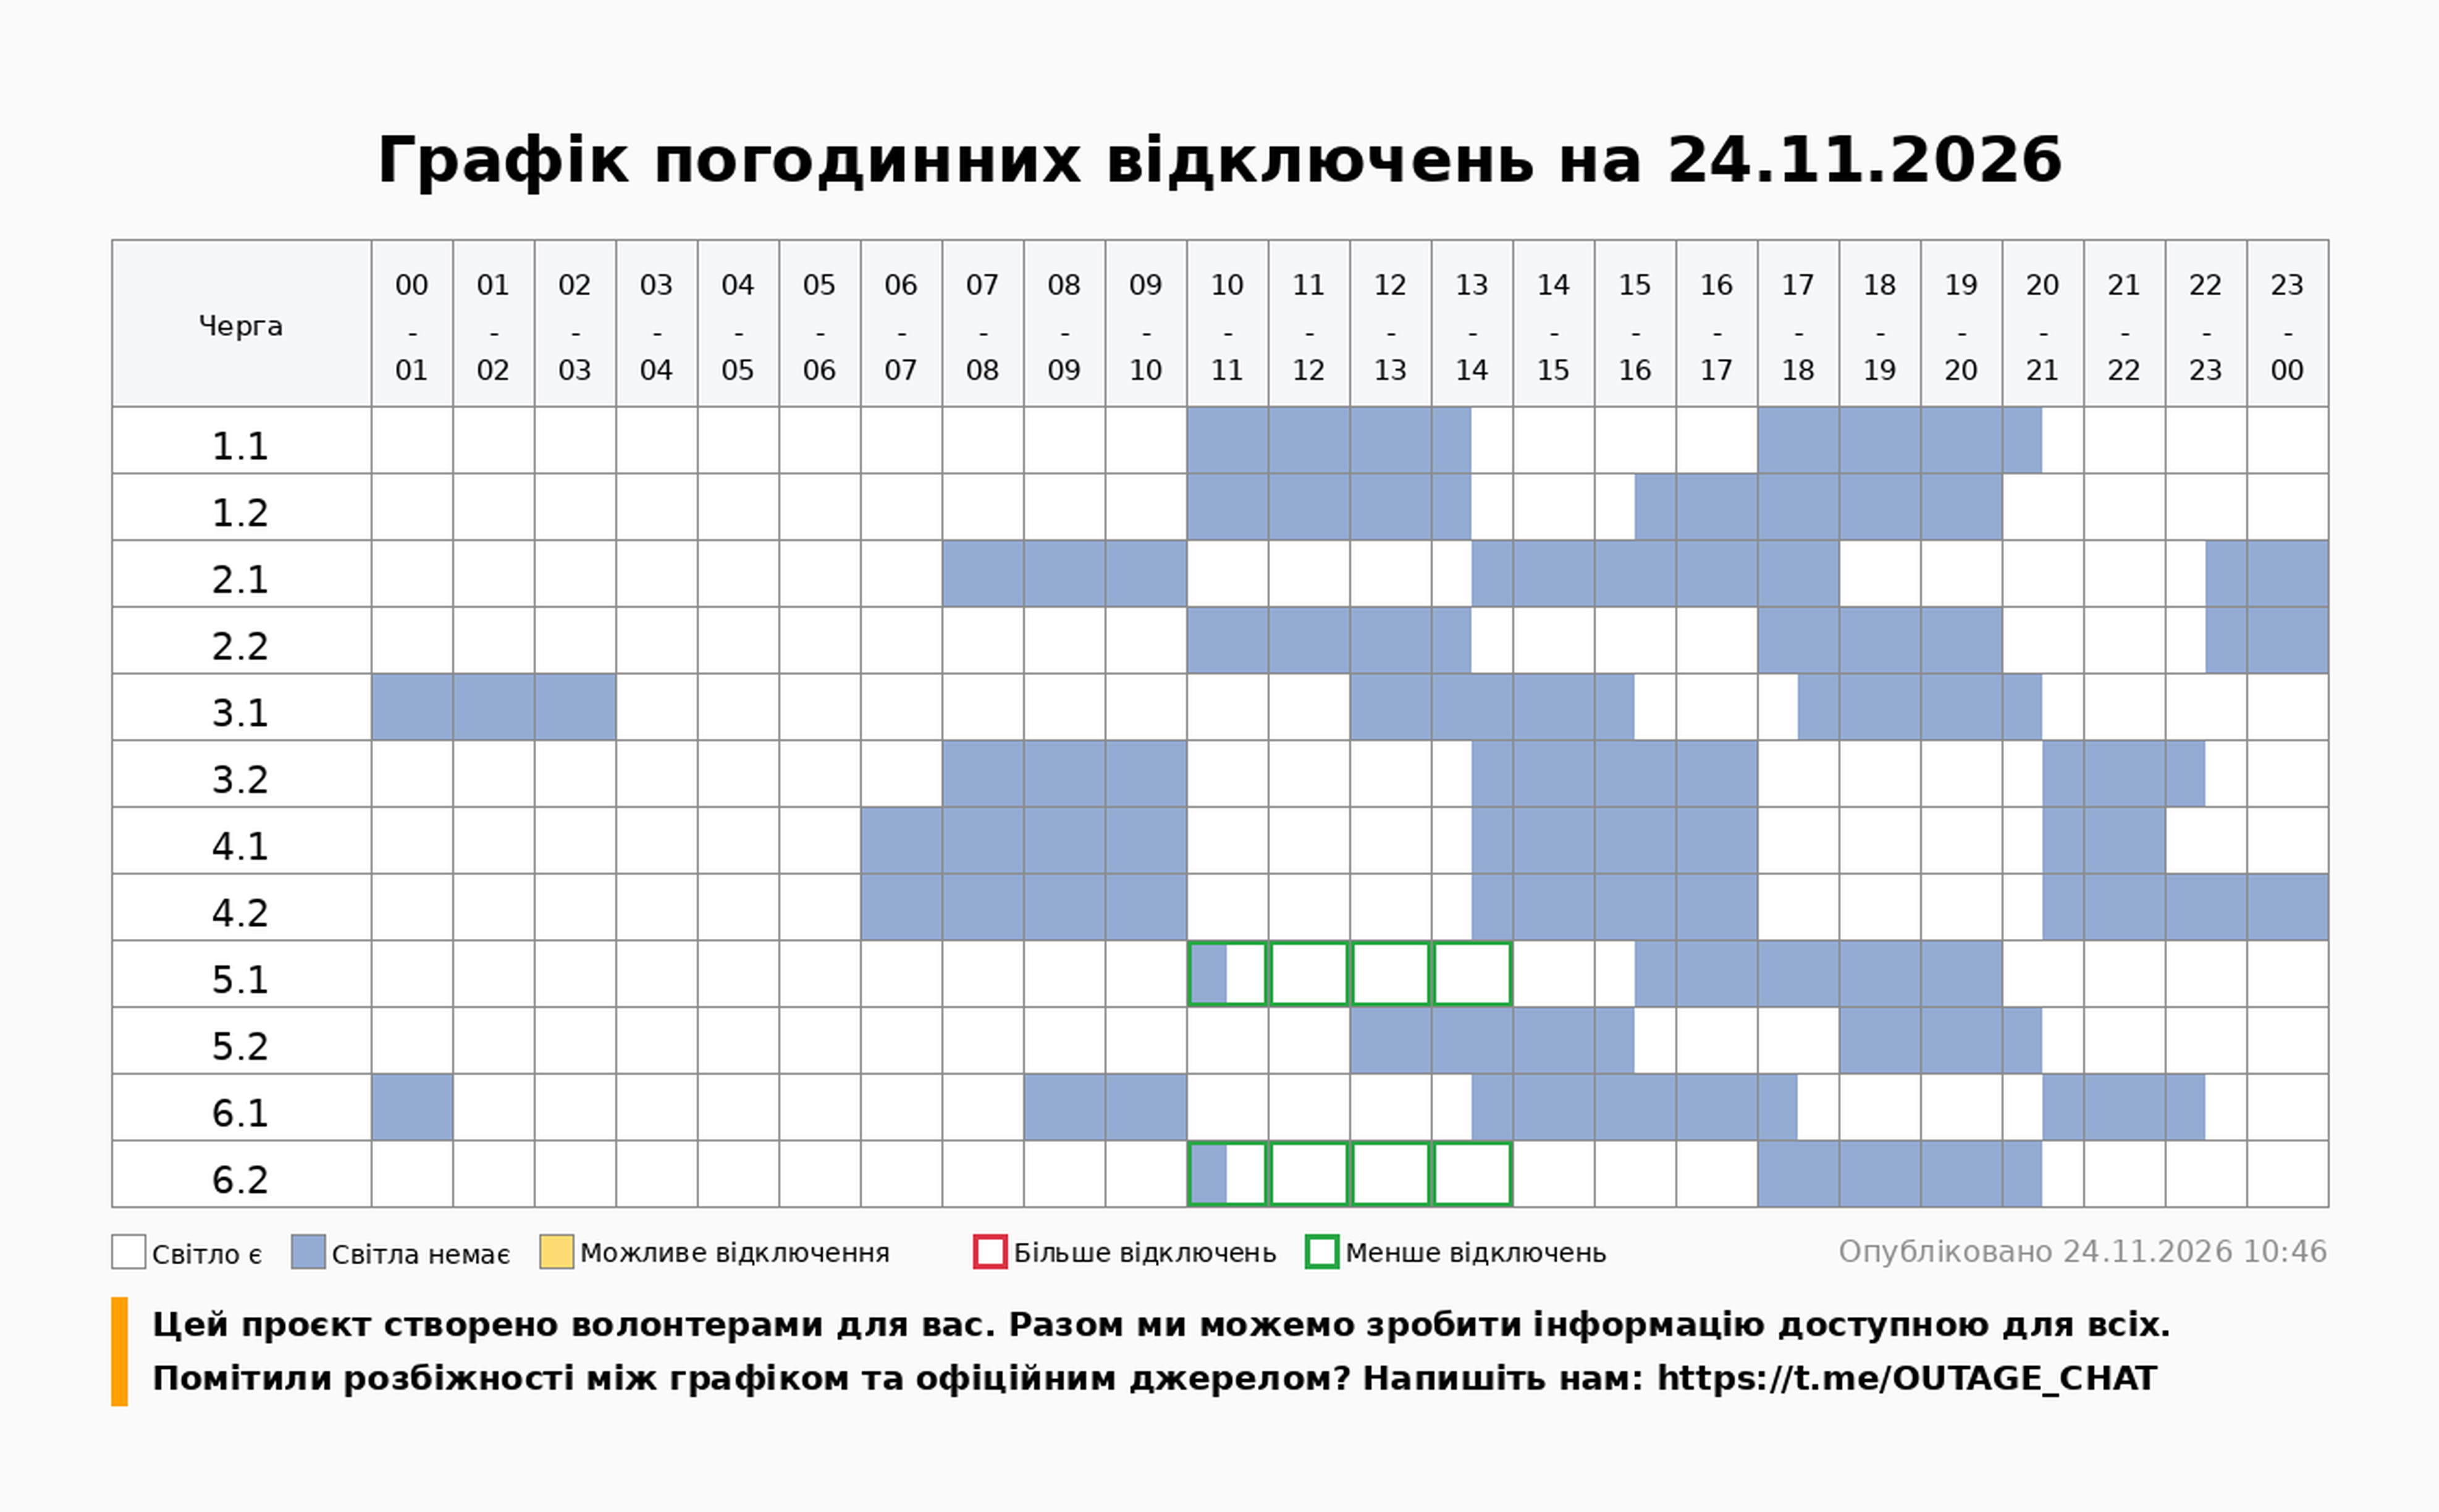 Графік погодинних відключень на 24.11.2026
Черга
00 - 01
01 - 02
02 - 03
03 - 04
04 - 05
05 - 06
06 - 07
07 - 08
08 - 09
09 - 10
10 - 11
11 - 12
12 - 13
13 - 14
14 - 15
15 - 16
16 - 17
17 - 18
18 - 19
19 - 20
20 - 21
21 - 22
22 - 23
23 - 00
1.1
1.2
2.1
2.2
3.1
3.2
4.1
4.2
5.1
5.2
6.1
6.2
Світло є
Світла немає
Можливе відключення
Більше відключень
Менше відключень
Опубліковано 24.11.2026 10:46
Цей проєкт створено волонтерами для вас. Разом ми можемо зробити інформацію доступною для всіх.
Помітили розбіжності між графіком та офіційним джерелом? Напишіть нам: https://t.me/OUTAGE_CHAT